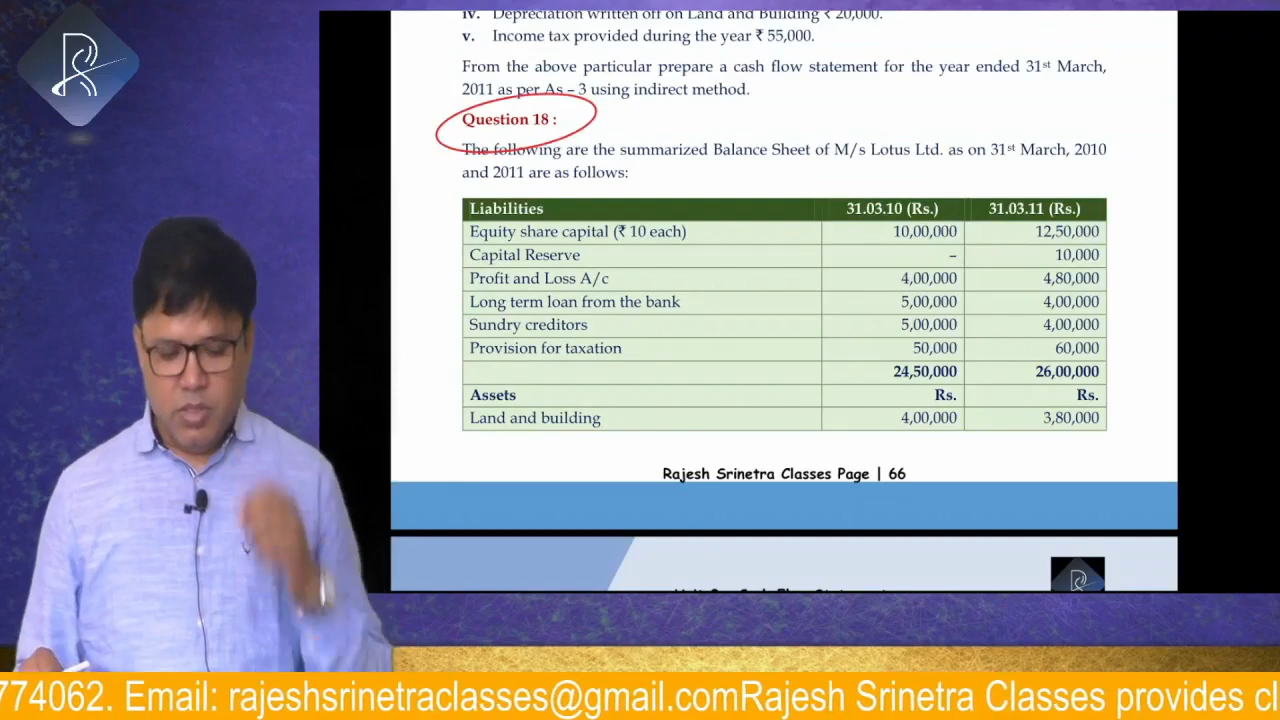 iv. Depreciation written off on Land and Building ₹ 20,000.
v. Income tax provided during the year ₹ 55,000.
From the above particular prepare a cash flow statement for the year ended 31st March,
2011 as per As – 3 using indirect method.
Question 18 :
The following are the summarized Balance Sheet of M/s Lotus Ltd. as on 31st March, 2010
and 2011 are as follows:
Liabilities 31.03.10 (Rs.) 31.03.11 (Rs.)
Equity share capital (₹ 10 each) 10,00,000 12,50,000
Capital Reserve – 10,000
Profit and Loss A/c 4,00,000 4,80,000
Long term loan from the bank 5,00,000 4,00,000
Sundry creditors 5,00,000 4,00,000
Provision for taxation 50,000 60,000
24,50,000 26,00,000
Assets Rs. Rs.
Land and building 4,00,000 3,80,000
Rajesh Srinetra Classes Page | 66
774062. Email: rajeshsrinetraclasses@gmail.comRajesh Srinetra Classes provides cl